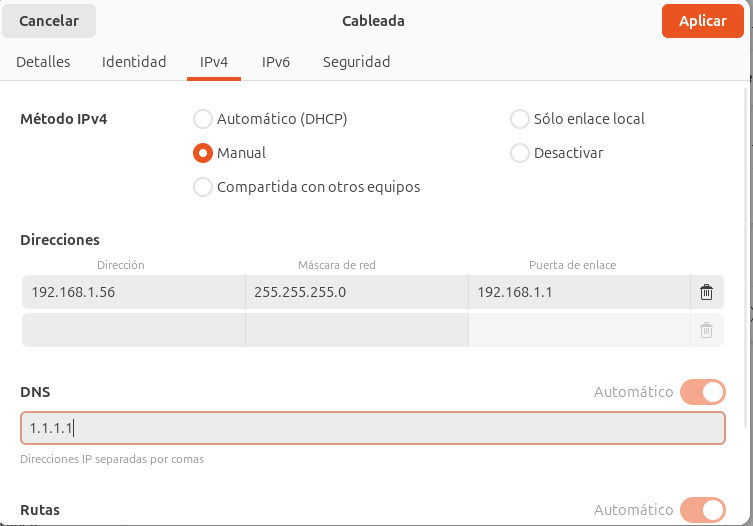 Cancelar Cableada Aplicar
Detalles Identidad IPv4 IPv6 Seguridad
Método IPv4 Automático (DHCP) Sólo enlace local
Manual Desactivar
Compartida con otros equipos
Direcciones
Dirección Máscara de red Puerta de enlace
192.168.1.56 255.255.255.0 192.168.1.1
DNS Automático
1.1.1.1
Direcciones IP separadas por comas
Rutas Automático